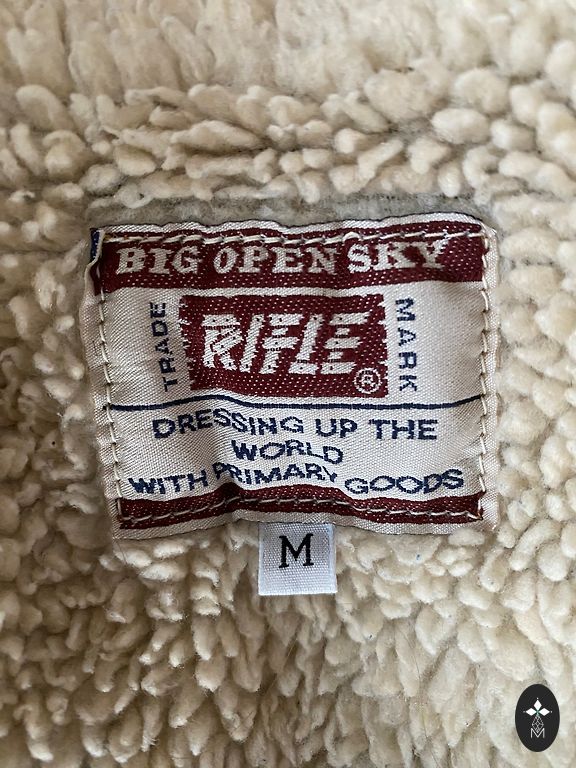 BIG OPEN SKY
TRADE
RIFLE®
MARK
DRESSING UP THE
WORLD
WITH PRIMARY GOODS
M
M